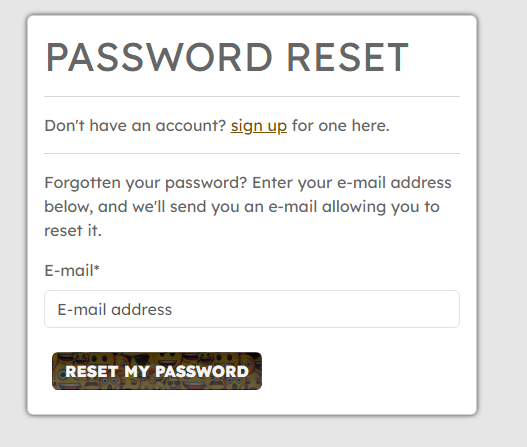 PASSWORD RESET
Don't have an account? sign up for one here.
Forgotten your password? Enter your e-mail address
below, and we'll send you an e-mail allowing you to
reset it.
E-mail*
E-mail address
RESET MY PASSWORD